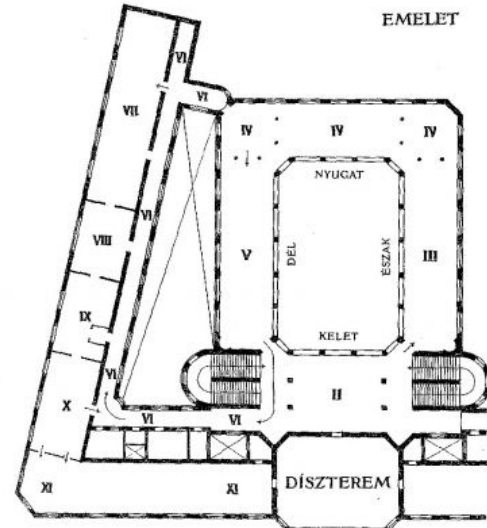 EMELET
VI
VI
VII
IV
IV
IV
NYUGAT
VI
VIII
V
DÉL
ÉSZAK
III
IX
KELET
VI
II
X
VI
VI
DÍSZTEREM
XI
XI